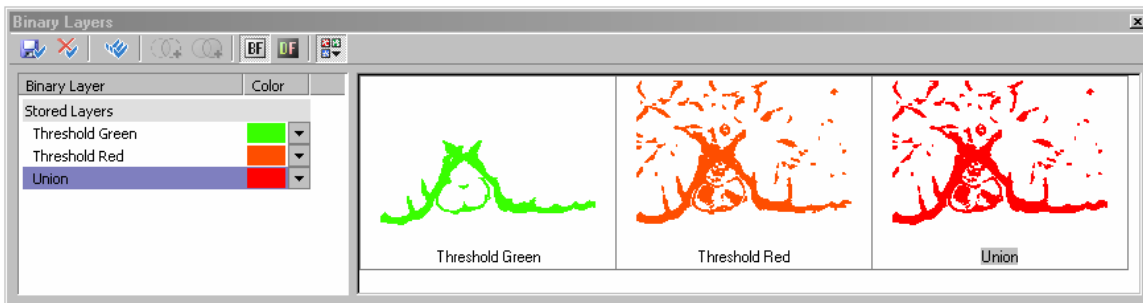 Binary Layers
BF DF
Binary Layer Color
Stored Layers
Threshold Green
Threshold Red
Union
Threshold Green Threshold Red Union